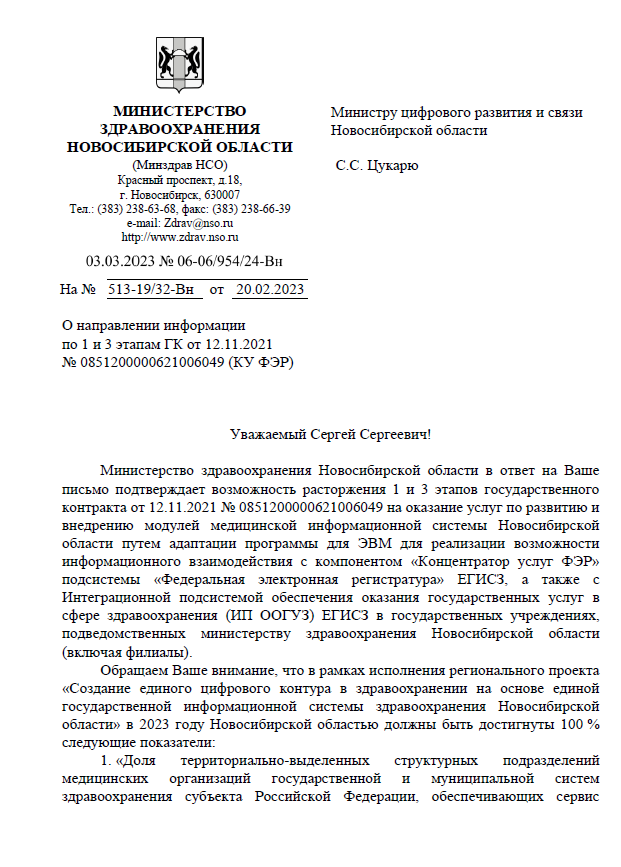 МИНИСТЕРСТВО
ЗДРАВООХРАНЕНИЯ
НОВОСИБИРСКОЙ ОБЛАСТИ
(Минздрав НСО)
Красный проспект, д.18,
г. Новосибирск, 630007
Тел.: (383) 238-63-68, факс: (383) 238-66-39
e-mail: Zdrav@nso.ru
http://www.zdrav.nso.ru
03.03.2023 № 06-06/954/24-Вн
На № 513-19/32-Вн от 20.02.2023
Министру цифрового развития и связи
Новосибирской области
С.С. Цукарю
О направлении информации
по 1 и 3 этапам ГК от 12.11.2021
№ 0851200000621006049 (КУ ФЭР)
Уважаемый Сергей Сергеевич!
Министерство здравоохранения Новосибирской области в ответ на Ваше
письмо подтверждает возможность расторжения 1 и 3 этапов государственного
контракта от 12.11.2021 № 0851200000621006049 на оказание услуг по развитию и
внедрению модулей медицинской информационной системы Новосибирской
области путем адаптации программы для ЭВМ для реализации возможности
информационного взаимодействия с компонентом «Концентратор услуг ФЭР»
подсистемы «Федеральная электронная регистратура» ЕГИСЗ, а также с
Интеграционной подсистемой обеспечения оказания государственных услуг в
сфере здравоохранения (ИП ООГУЗ) ЕГИСЗ в государственных учреждениях,
подведомственных министерству здравоохранения Новосибирской области
(включая филиалы).
Обращаем Ваше внимание, что в рамках исполнения регионального проекта
«Создание единого цифрового контура в здравоохранении на основе единой
государственной информационной системы здравоохранения Новосибирской
области» в 2023 году Новосибирской областью должны быть достигнуты 100 %
следующие показатели:
1. «Доля территориально-выделенных структурных подразделений
медицинских организаций государственной и муниципальной систем
здравоохранения субъекта Российской Федерации, обеспечивающих сервис